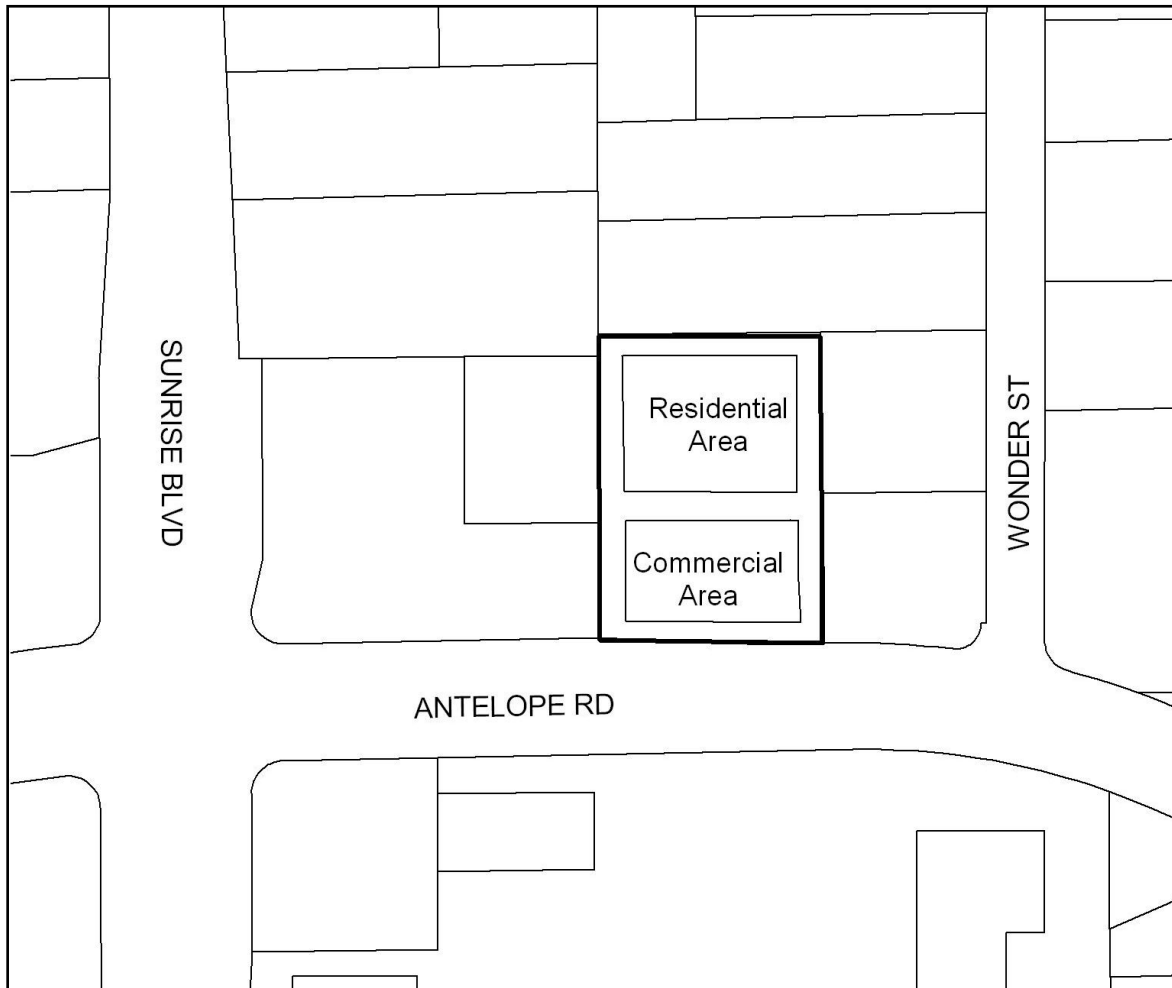 SUNRISE BLVD
Residential
Area
WONDER ST
Commercial
Area
ANTELOPE RD